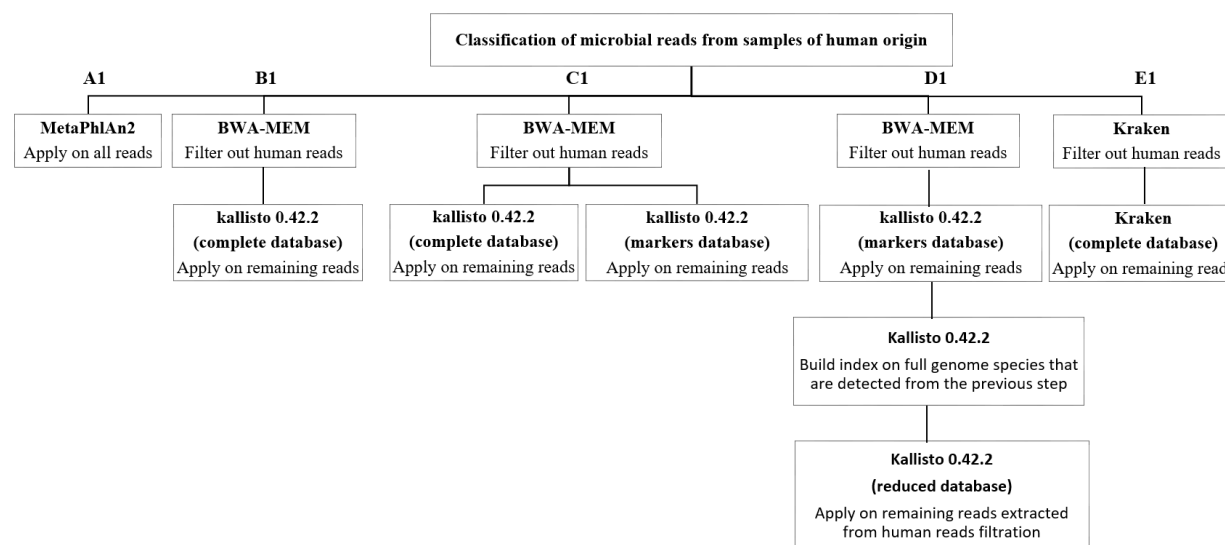 Classification of microbial reads from samples of human origin
A1
B1
C1
D1
E1
MetaPhlAn2
Apply on all reads
BWA-MEM
Filter out human reads
BWA-MEM
Filter out human reads
BWA-MEM
Filter out human reads
Kraken
Filter out human reads
kallisto 0.42.2
(complete database)
Apply on remaining reads
kallisto 0.42.2
(complete database)
Apply on remaining reads
kallisto 0.42.2
(markers database)
Apply on remaining reads
kallisto 0.42.2
(markers database)
Apply on remaining reads
Kraken
(complete database)
Apply on remaining read
Kallisto 0.42.2
Build index on full genome species that
are detected from the previous step
Kallisto 0.42.2
(reduced database)
Apply on remaining reads extracted
from human reads filtration